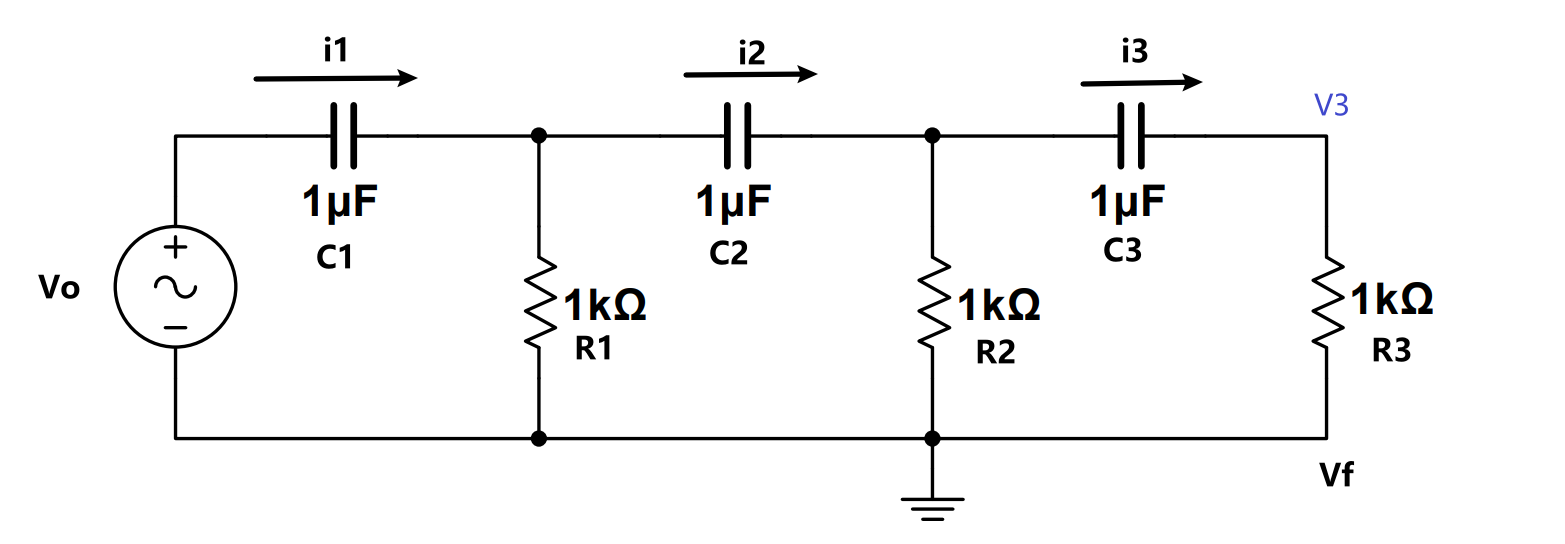 i1
i2
i3
V3
1µF
1µF
1µF
C1
C2
C3
Vo
+
−
1kΩ
1kΩ
1kΩ
R1
R2
R3
Vf